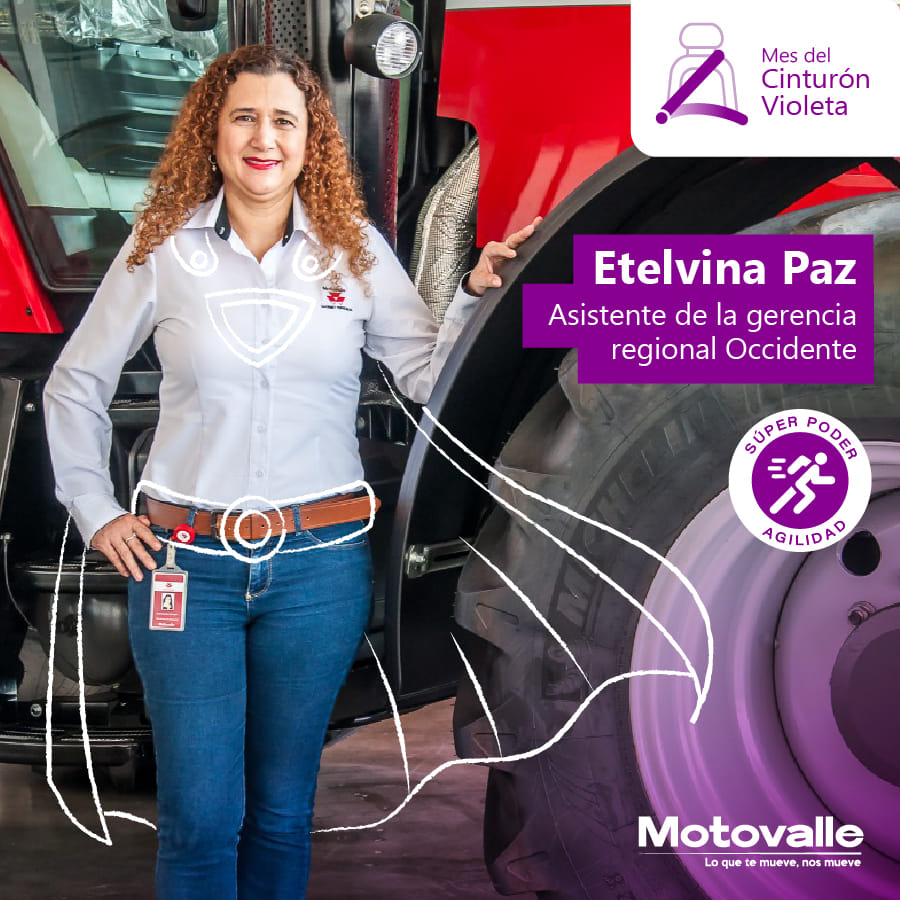 Mes del
Cinturón
Violeta
Etelvina Paz
Asistente de la gerencia
regional Occidente
SÚPER PODER
AGILIDAD
Motovalle
Lo que te mueve, nos mueve